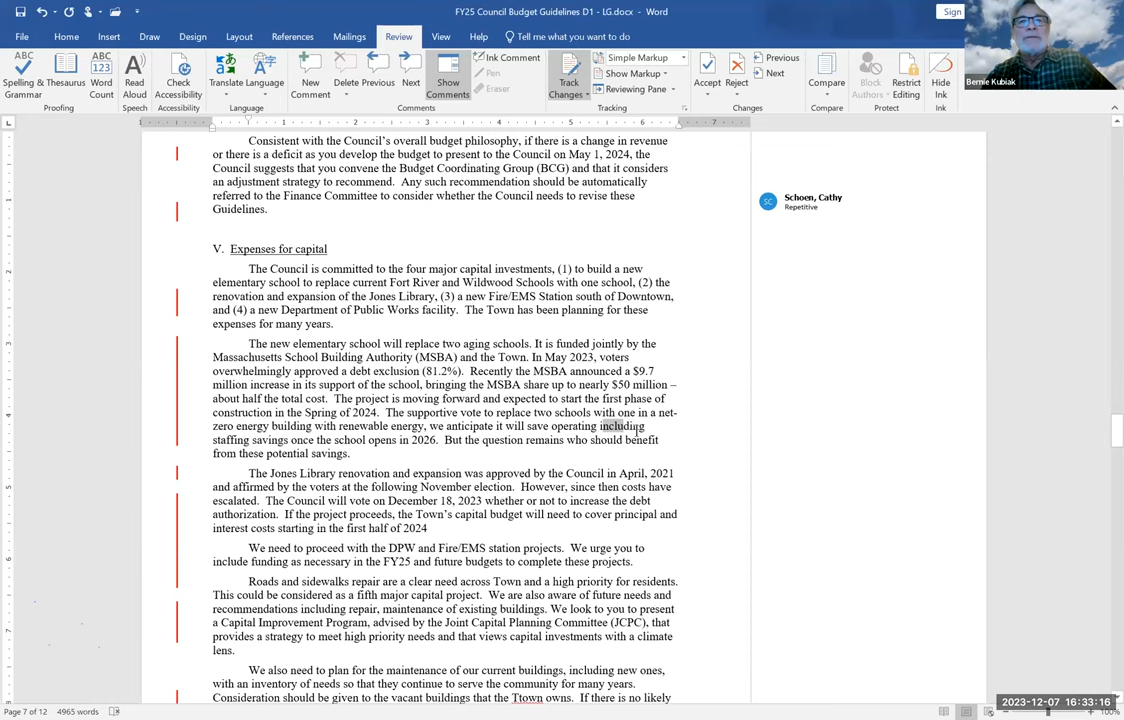 FY25 Council Budget Guidelines D1 - LG.docx - Word
Sign
File Home Insert Draw Design Layout References Mailings Review View Help Tell me what you want to do
ABC
Spelling & Grammar
Thesaurus
ABC
123
Word Count
Read Aloud
Check Accessibility
Translate
Language
New Comment
Delete
Previous
Next
Show Comments
Ink Comment
Pen
Eraser
Track Changes
Simple Markup
Show Markup
Reviewing Pane
Accept
Reject
Previous
Next
Compare
Block Authors
Restrict Editing
Hide Ink
Proofing Speech Accessibility Language Comments Tracking Changes Compare Protect Ink
Bernie Kubiak
1 1 2 3 4 5 6 7
Consistent with the Council's overall budget philosophy, if there is a change in revenue
or there is a deficit as you develop the budget to present to the Council on May 1, 2024, the
Council suggests that you convene the Budget Coordinating Group (BCG) and that it considers
an adjustment strategy to recommend. Any such recommendation should be automatically
referred to the Finance Committee to consider whether the Council needs to revise these
Guidelines.
SC
Schoen, Cathy
Repetitive
V. Expenses for capital
The Council is committed to the four major capital investments, (1) to build a new
elementary school to replace current Fort River and Wildwood Schools with one school, (2) the
renovation and expansion of the Jones Library, (3) a new Fire/EMS Station south of Downtown,
and (4) a new Department of Public Works facility. The Town has been planning for these
expenses for many years.
The new elementary school will replace two aging schools. It is funded jointly by the
Massachusetts School Building Authority (MSBA) and the Town. In May 2023, voters
overwhelmingly approved a debt exclusion (81.2%). Recently the MSBA announced a $9.7
million increase in its support of the school, bringing the MSBA share up to nearly $50 million –
about half the total cost. The project is moving forward and expected to start the first phase of
construction in the Spring of 2024. The supportive vote to replace two schools with one in a net-
zero energy building with renewable energy, we anticipate it will save operating including
staffing savings once the school opens in 2026. But the question remains who should benefit
from these potential savings.
The Jones Library renovation and expansion was approved by the Council in April, 2021
and affirmed by the voters at the following November election. However, since then costs have
escalated. The Council will vote on December 18, 2023 whether or not to increase the debt
authorization. If the project proceeds, the Town's capital budget will need to cover principal and
interest costs starting in the first half of 2024
We need to proceed with the DPW and Fire/EMS station projects. We urge you to
include funding as necessary in the FY25 and future budgets to complete these projects.
Roads and sidewalks repair are a clear need across Town and a high priority for residents.
This could be considered as a fifth major capital project. We are also aware of future needs and
recommendations including repair, maintenance of existing buildings. We look to you to present
a Capital Improvement Program, advised by the Joint Capital Planning Committee (JCPC), that
provides a strategy to meet high priority needs and that views capital investments with a climate
lens.
We also need to plan for the maintenance of our current buildings, including new ones,
with an inventory of needs so that they continue to serve the community for many years.
Consideration should be given to the vacant buildings that the Ttown owns. If there is no likely
Page 7 of 12 4965 words
2023-12-07 16:33:16
100%